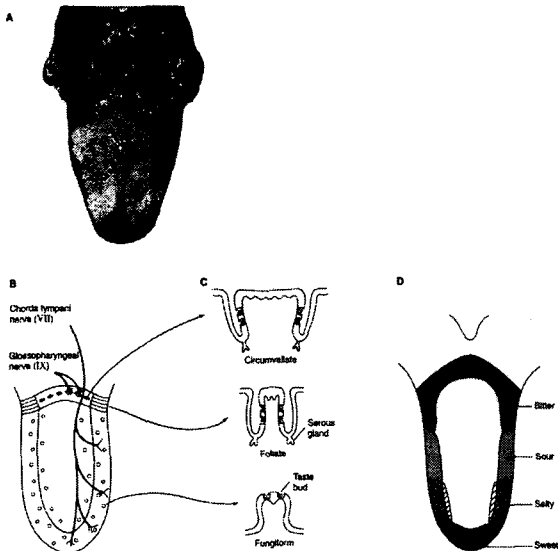 A
B
Chorda tympani
nerve (VII)
Glossopharyngeal
nerve (IX)
C
Circumvallate
Foliate
Serous
gland
Taste
bud
Fungiform
D
Bitter
Sour
Salty
Sweet